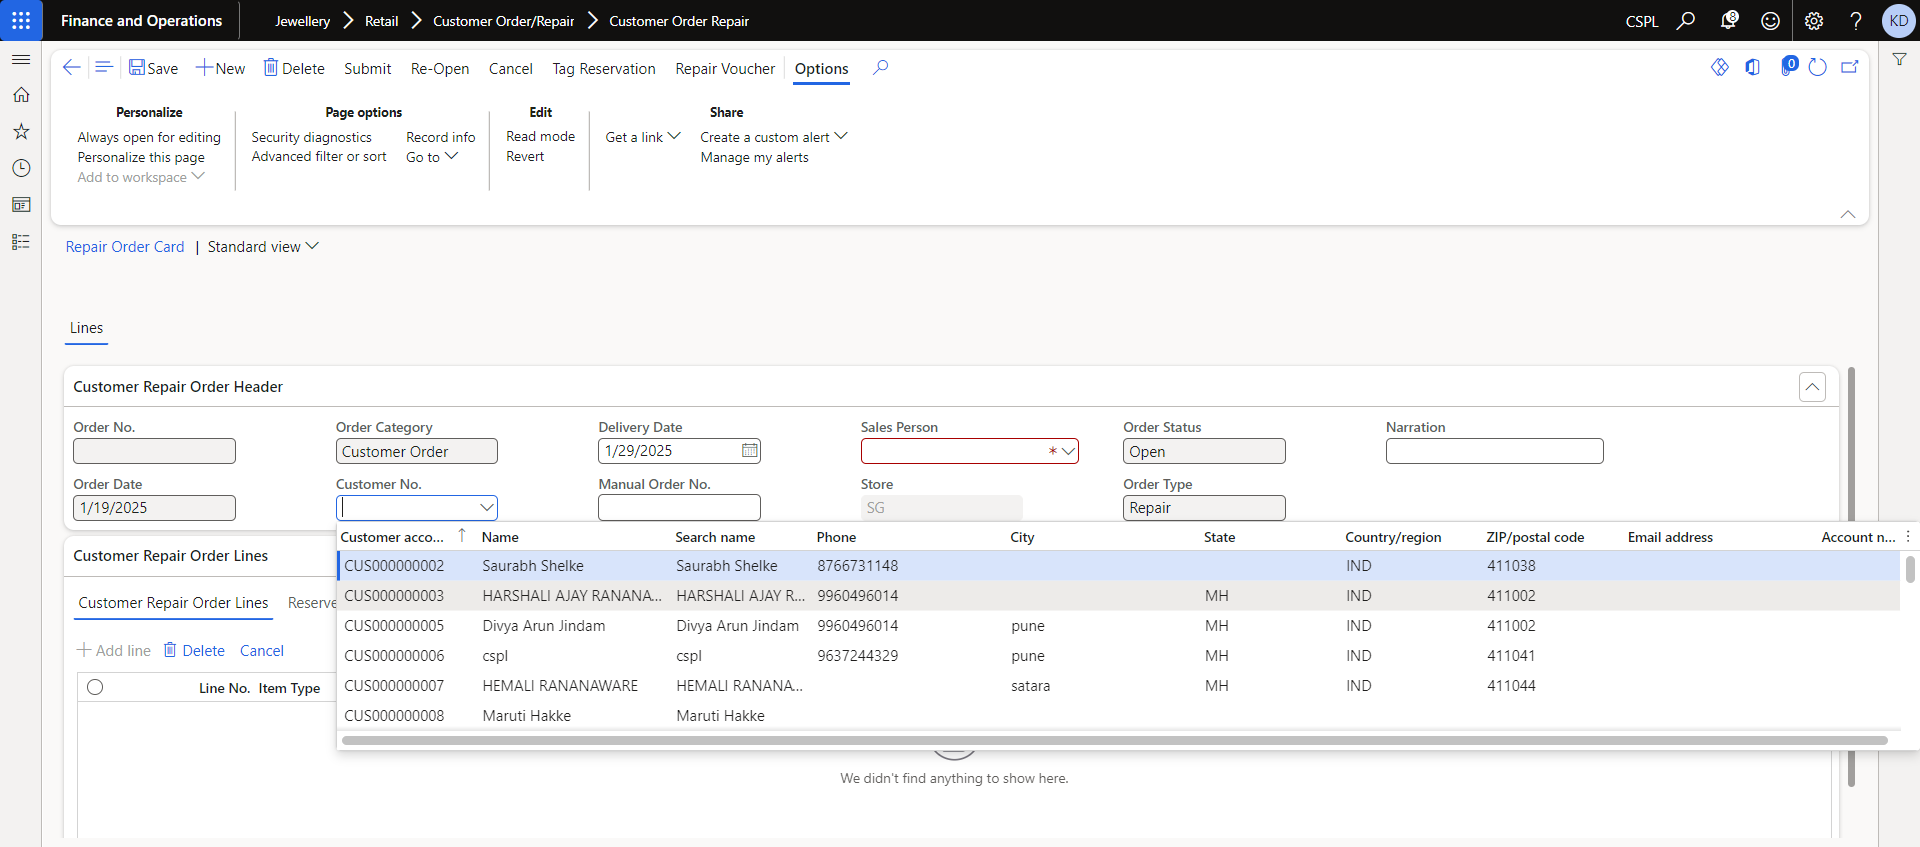 Finance and Operations
Jewellery > Retail > Customer Order/Repair > Customer Order Repair
CSPL
8
?
KD
Save
New
Delete
Submit
Re-Open
Cancel
Tag Reservation
Repair Voucher
Options
0
Personalize
Always open for editing
Personalize this page
Add to workspace
Page options
Security diagnostics
Advanced filter or sort
Record info
Go to
Edit
Read mode
Revert
Share
Get a link
Create a custom alert
Manage my alerts
Repair Order Card | Standard view
Lines
Customer Repair Order Header
Order No.
Order Category
Customer Order
Delivery Date
1/29/2025
Sales Person
*
Order Status
Open
Narration
Order Date
1/19/2025
Customer No.
Manual Order No.
Store
SG
Order Type
Repair
Customer Repair Order Lines
Customer Repair Order Lines Reserve
Add line Delete Cancel
Line No. Item Type
Customer acco... Name Search name Phone City State Country/region ZIP/postal code Email address Account n...
CUS000000002 Saurabh Shelke Saurabh Shelke 8766731148 IND 411038
CUS000000003 HARSHALI AJAY RANANA... HARSHALI AJAY R... 9960496014 MH IND 411002
CUS000000005 Divya Arun Jindam Divya Arun Jindam 9960496014 pune MH IND 411002
CUS000000006 cspl cspl 9637244329 pune MH IND 411041
CUS000000007 HEMALI RANANAWARE HEMALI RANANA... satara MH IND 411044
CUS000000008 Maruti Hakke Maruti Hakke
We didn't find anything to show here.